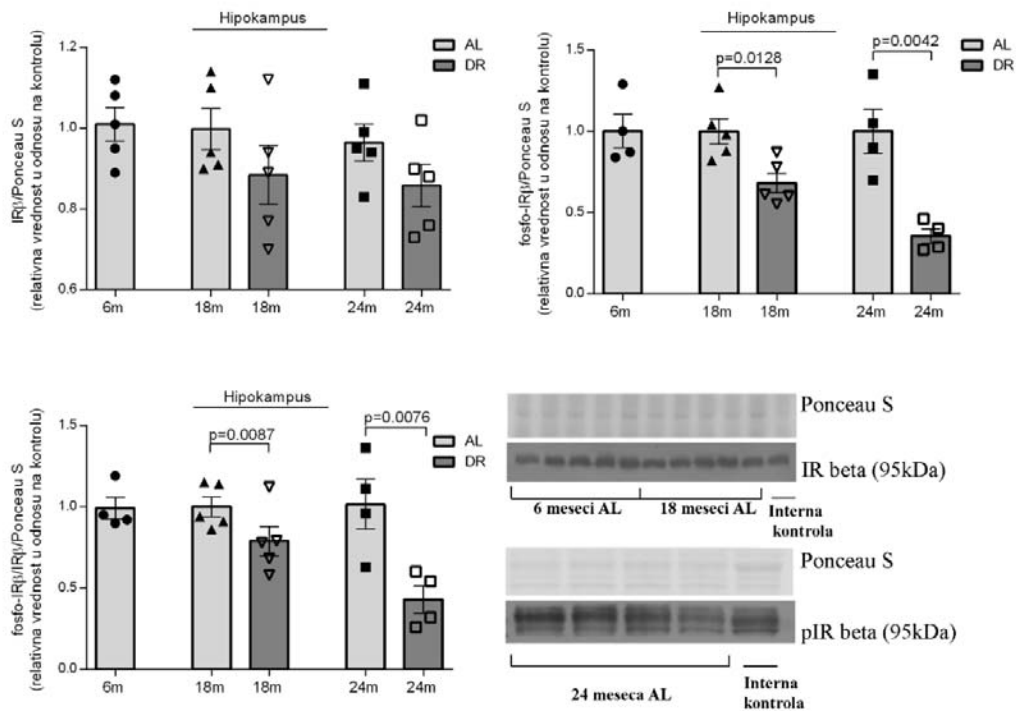 Hipokampus
AL
DR
IRβ/Ponceau S
(relativna vrednost u odnosu na kontrolu)
1.2
1.0
0.8
0.6
6m
18m
18m
24m
24m
Hipokampus
AL
DR
p=0.0128
p=0.0042
fosfo-IRβ/Ponceau S
(relativna vrednost u odnosu na kontrolu)
1.5
1.0
0.5
0.0
6m
18m
18m
24m
24m
Hipokampus
AL
DR
p=0.0087
p=0.0076
fosfo-IRβ/IRβ/Ponceau S
(relativna vrednost u odnosu na kontrolu)
1.5
1.0
0.5
0.0
6m
18m
18m
24m
24m
Ponceau S
IR beta (95kDa)
6 meseci AL
18 meseci AL
Interna
kontrola
Ponceau S
pIR beta (95kDa)
24 meseca AL
Interna
kontrola